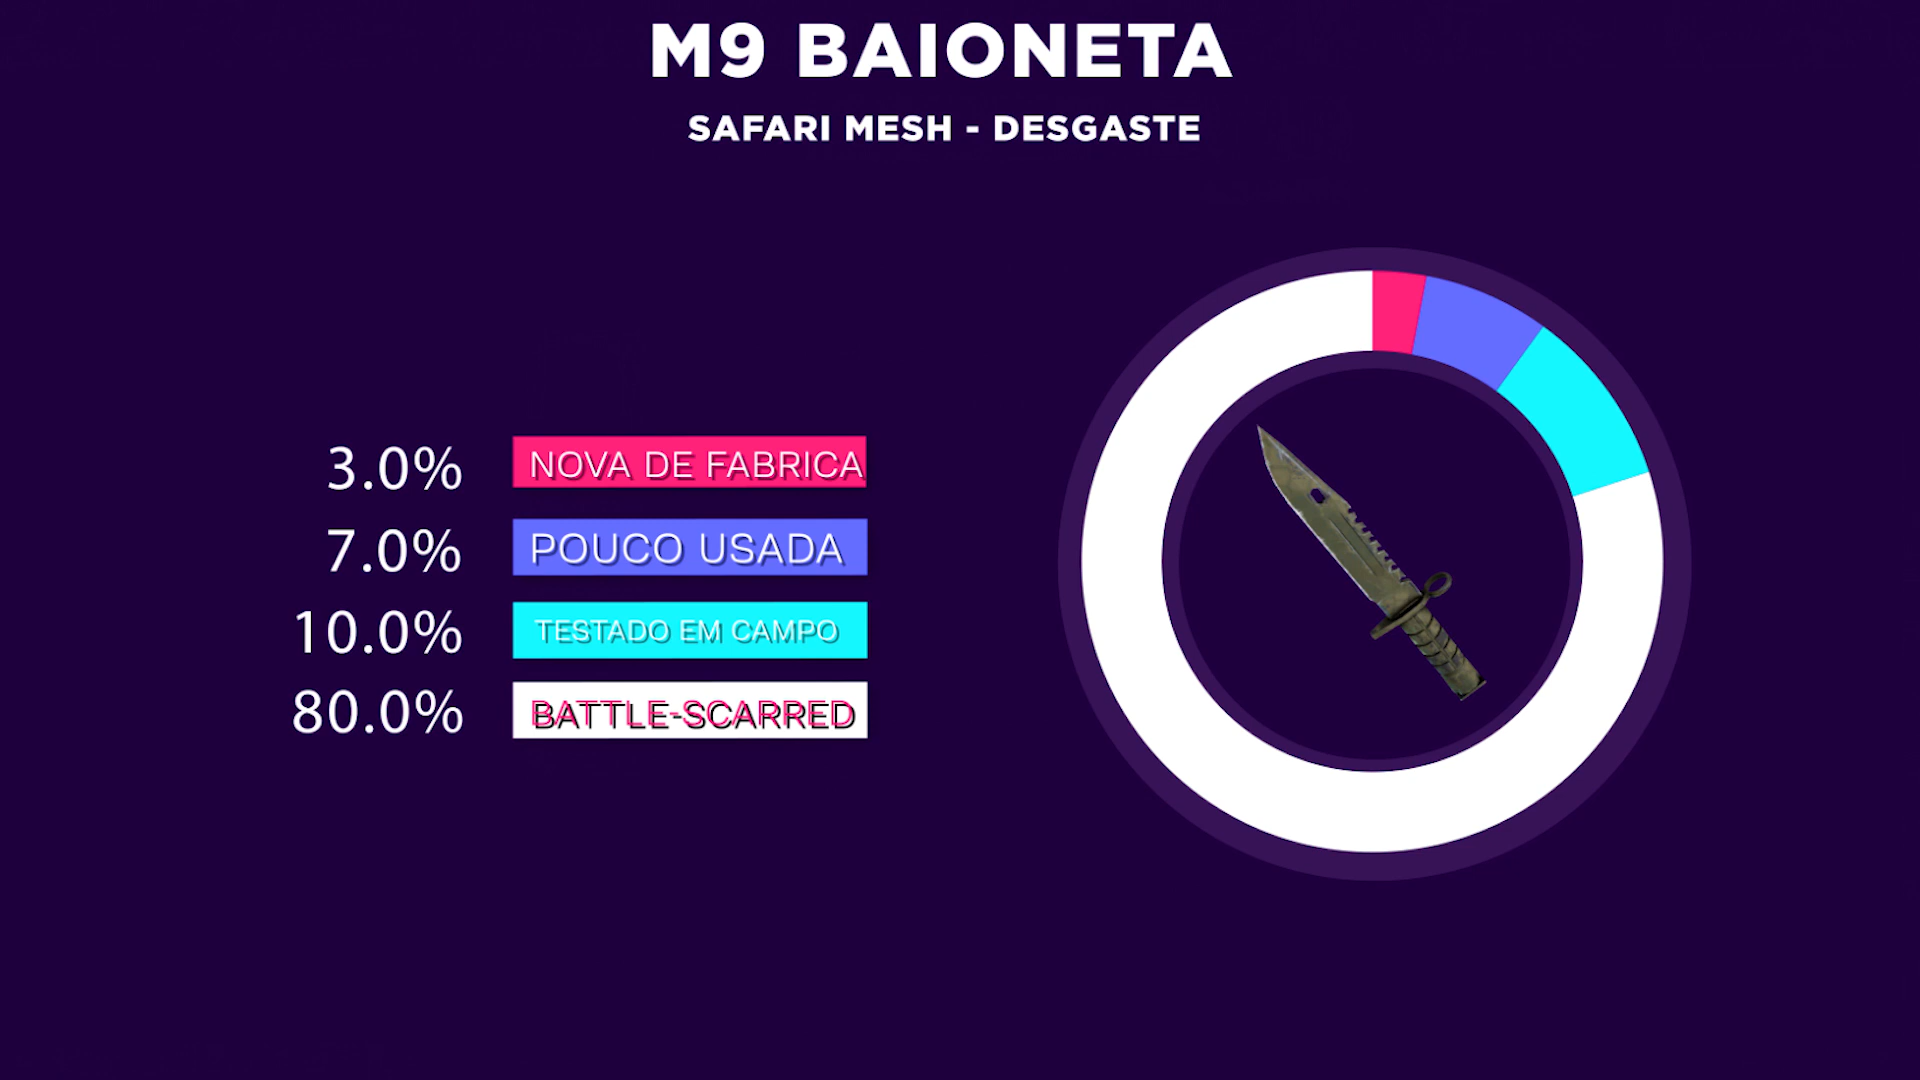 M9 BAIONETA
SAFARI MESH - DESGASTE
3.0% NOVA DE FABRICA
7.0% POUCO USADA
10.0% TESTADO EM CAMPO
80.0% BATTLE-SCARRED